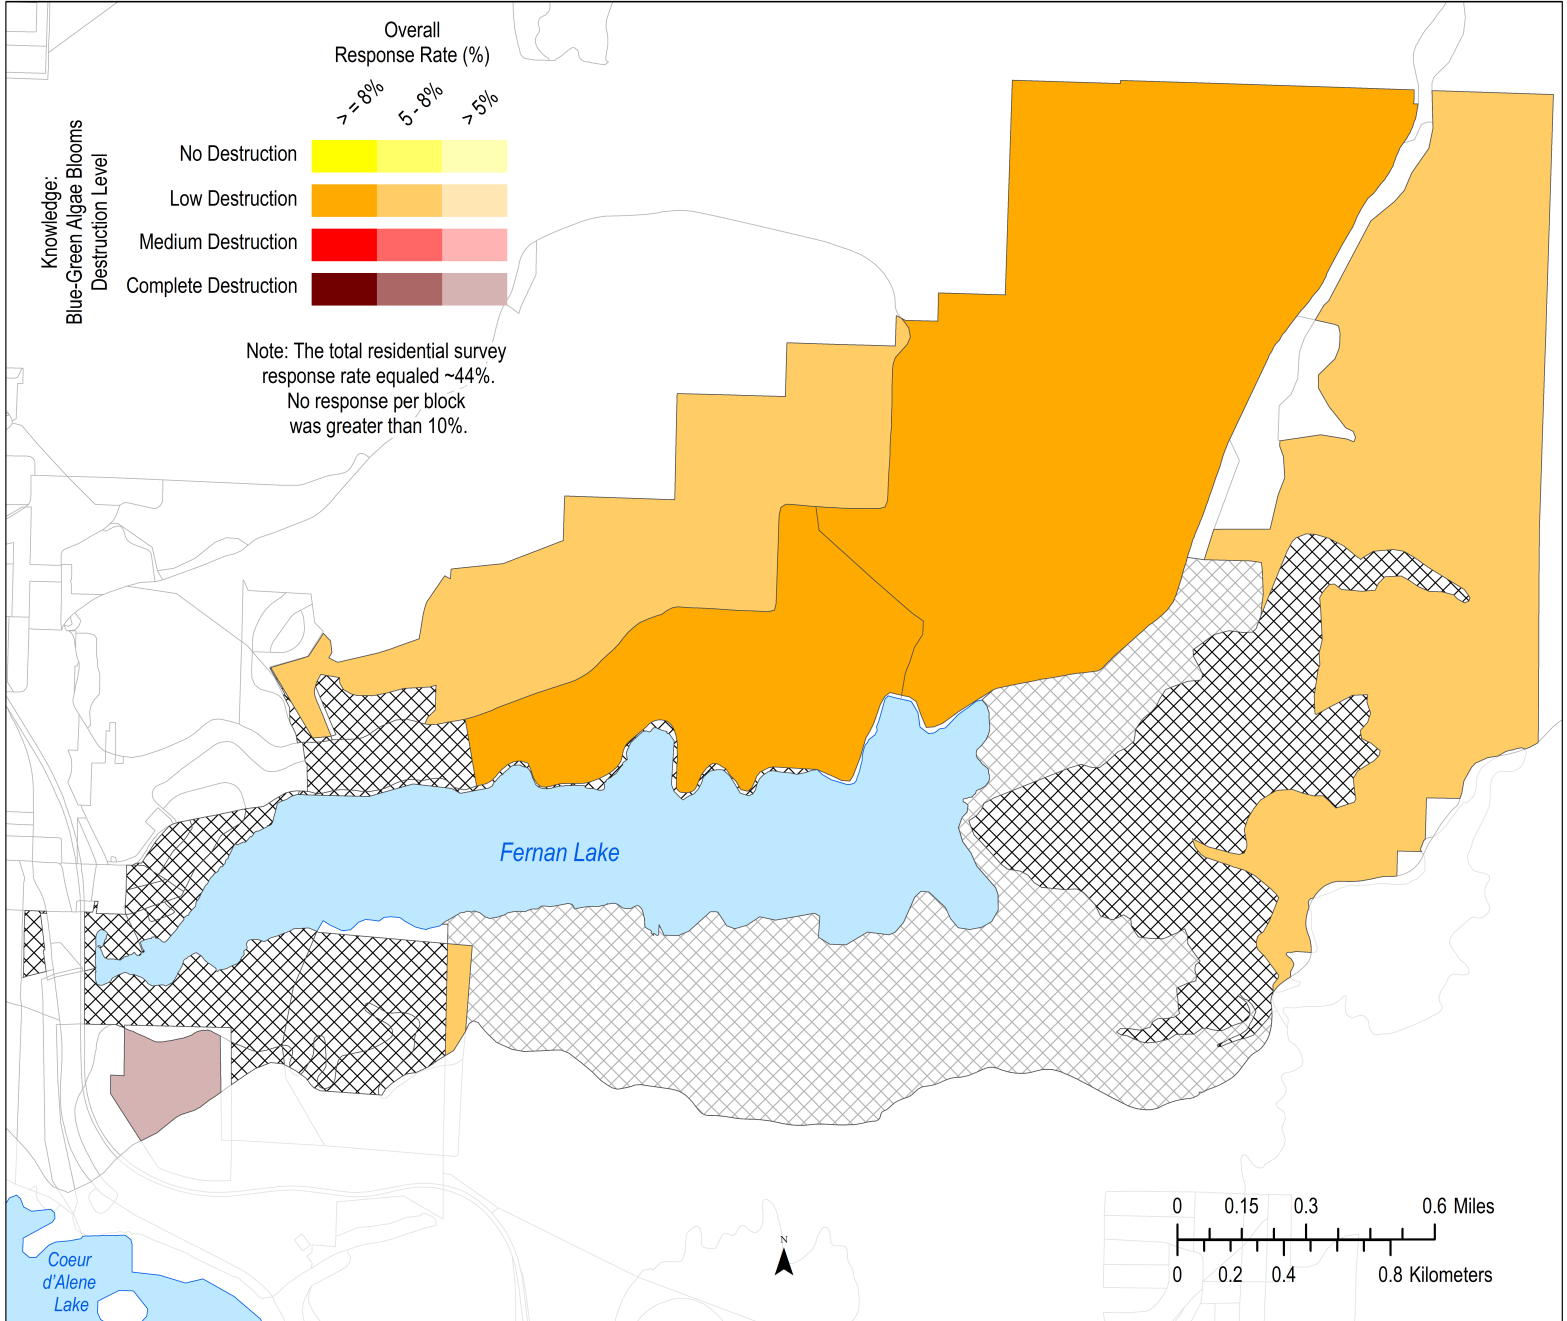 Overall
Response Rate (%)
> = 8%
5 - 8%
> 5%
Knowledge:
Blue-Green Algae Blooms
Destruction Level
No Destruction
Low Destruction
Medium Destruction
Complete Destruction
Note: The total residential survey
response rate equaled ~44%.
No response per block
was greater than 10%.
Fernan Lake
Coeur
d'Alene
Lake
N
0 0.15 0.3 0.6 Miles
0 0.2 0.4 0.8 Kilometers